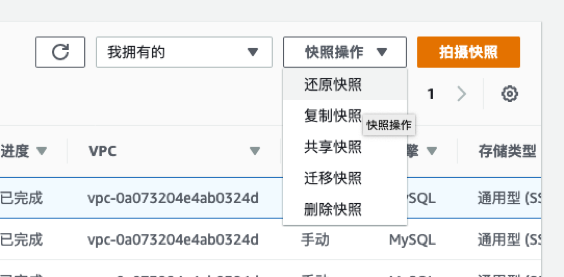 我拥有的
快照操作
拍摄快照
还原快照
复制快照
共享快照
迁移快照
删除快照
快照操作
1
进度 VPC 擎 存储类型
已完成 vpc-0a073204e4ab0324d SQL 通用型 (SS
已完成 vpc-0a073204e4ab0324d 手动 MySQL 通用型 (SS